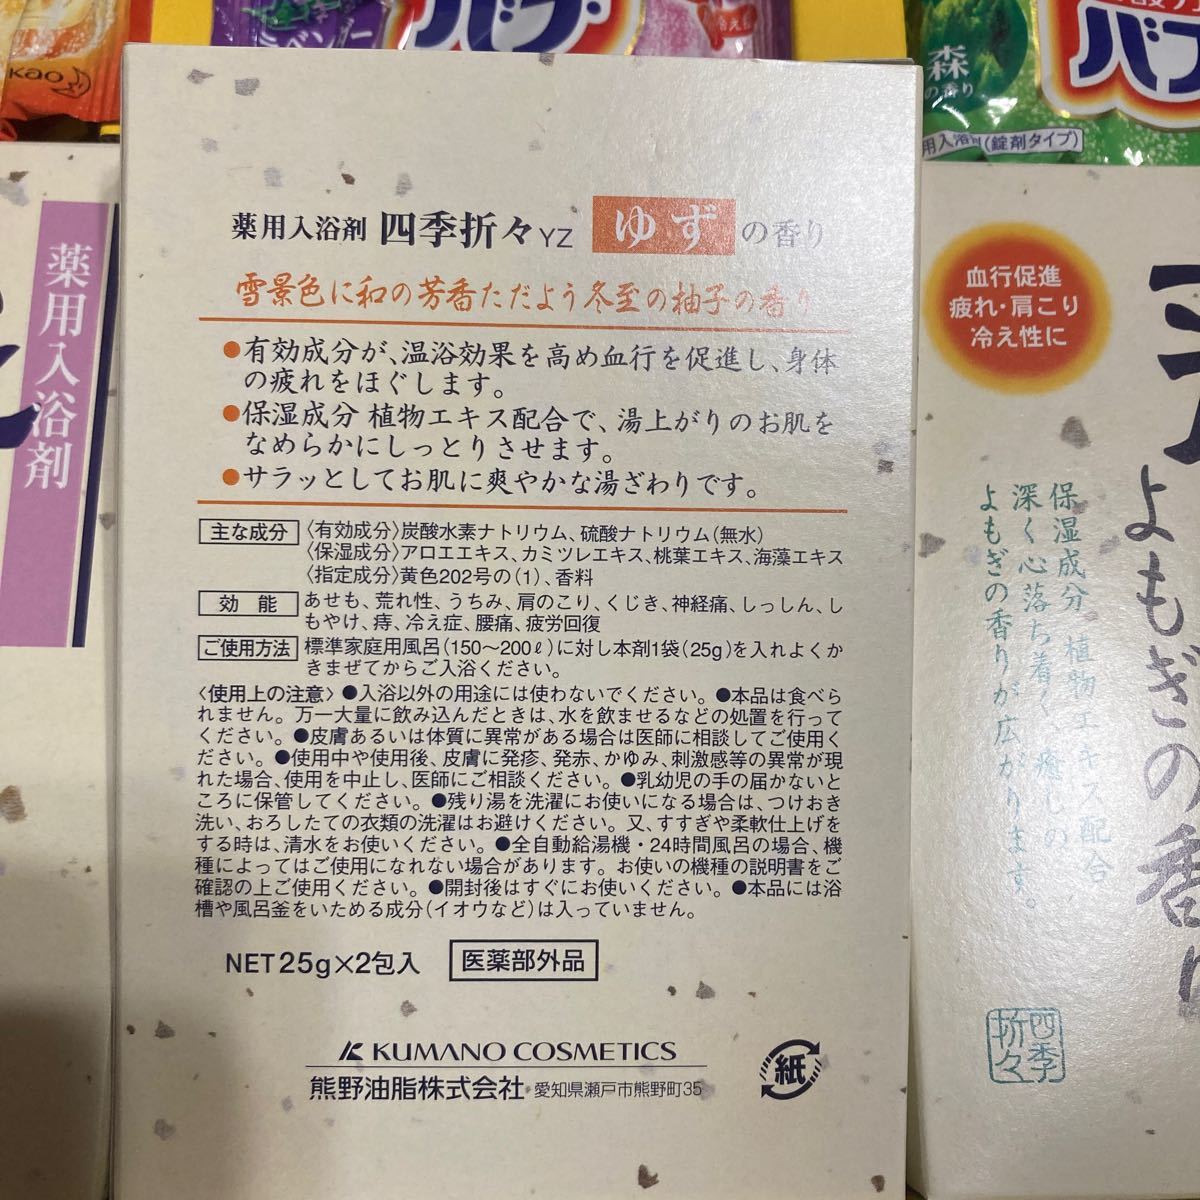 kao
バブ
冷え
森
の香り
バブ
用入浴剤(錠剤タイプ)
薬用入浴剤
薬用入浴剤 四季折々YZ ゆずの香り
雪景色に和の芳香ただよう冬至の柚子の香り
●有効成分が、温浴効果を高め血行を促進し、身体
の疲れをほぐします。
●保湿成分 植物エキス配合で、湯上がりのお肌を
なめらかにしっとりさせます。
●サラッとしてお肌に爽やかな湯ざわりです。
主な成分 〈有効成分〉炭酸水素ナトリウム、硫酸ナトリウム(無水)
〈保湿成分〉アロエエキス、カミツレエキス、桃葉エキス、海藻エキス
〈指定成分〉黄色202号の(1)、香料
効能 あせも、荒れ性、うちみ、肩のこり、くじき、神経痛、しっしん、し
もやけ、痔、冷え症、腰痛、疲労回復
ご使用方法 標準家庭用風呂(150〜200ℓ)に対し本剤1袋(25g)を入れよくか
きまぜてからご入浴ください。
〈使用上の注意〉●入浴以外の用途には使わないでください。●本品は食べら
れません。万一大量に飲み込んだときは、水を飲ませるなどの処置を行って
ください。●皮膚あるいは体質に異常がある場合は医師に相談してご使用く
ださい。●使用中や使用後、皮膚に発疹、発赤、かゆみ、刺激感等の異常が現
れた場合、使用を中止し、医師にご相談ください。●乳幼児の手の届かないと
ころに保管してください。●残り湯を洗濯にお使いになる場合は、つけおき
洗い、おろしたての衣類の洗濯はお避けください。又、すすぎや柔軟仕上げを
する時は、清水をお使いください。●全自動給湯機・24時間風呂の場合、機
種によってはご使用になれない場合があります。お使いの機種の説明書をご
確認の上ご使用ください。●開封後はすぐにお使いください。●本品には浴
槽や風呂釜をいためる成分(イオウなど)は入っていません。
NET25g×2包入 医薬部外品
KUMANO COSMETICS
熊野油脂株式会社 愛知県瀬戸市熊野町35
紙
血行促進
疲れ・肩こり
冷え性に
よもぎの香り
保湿成分 植物エキス配合
深く心落ち着く、癒しの
よもぎの香りが広がります。
四季
折々